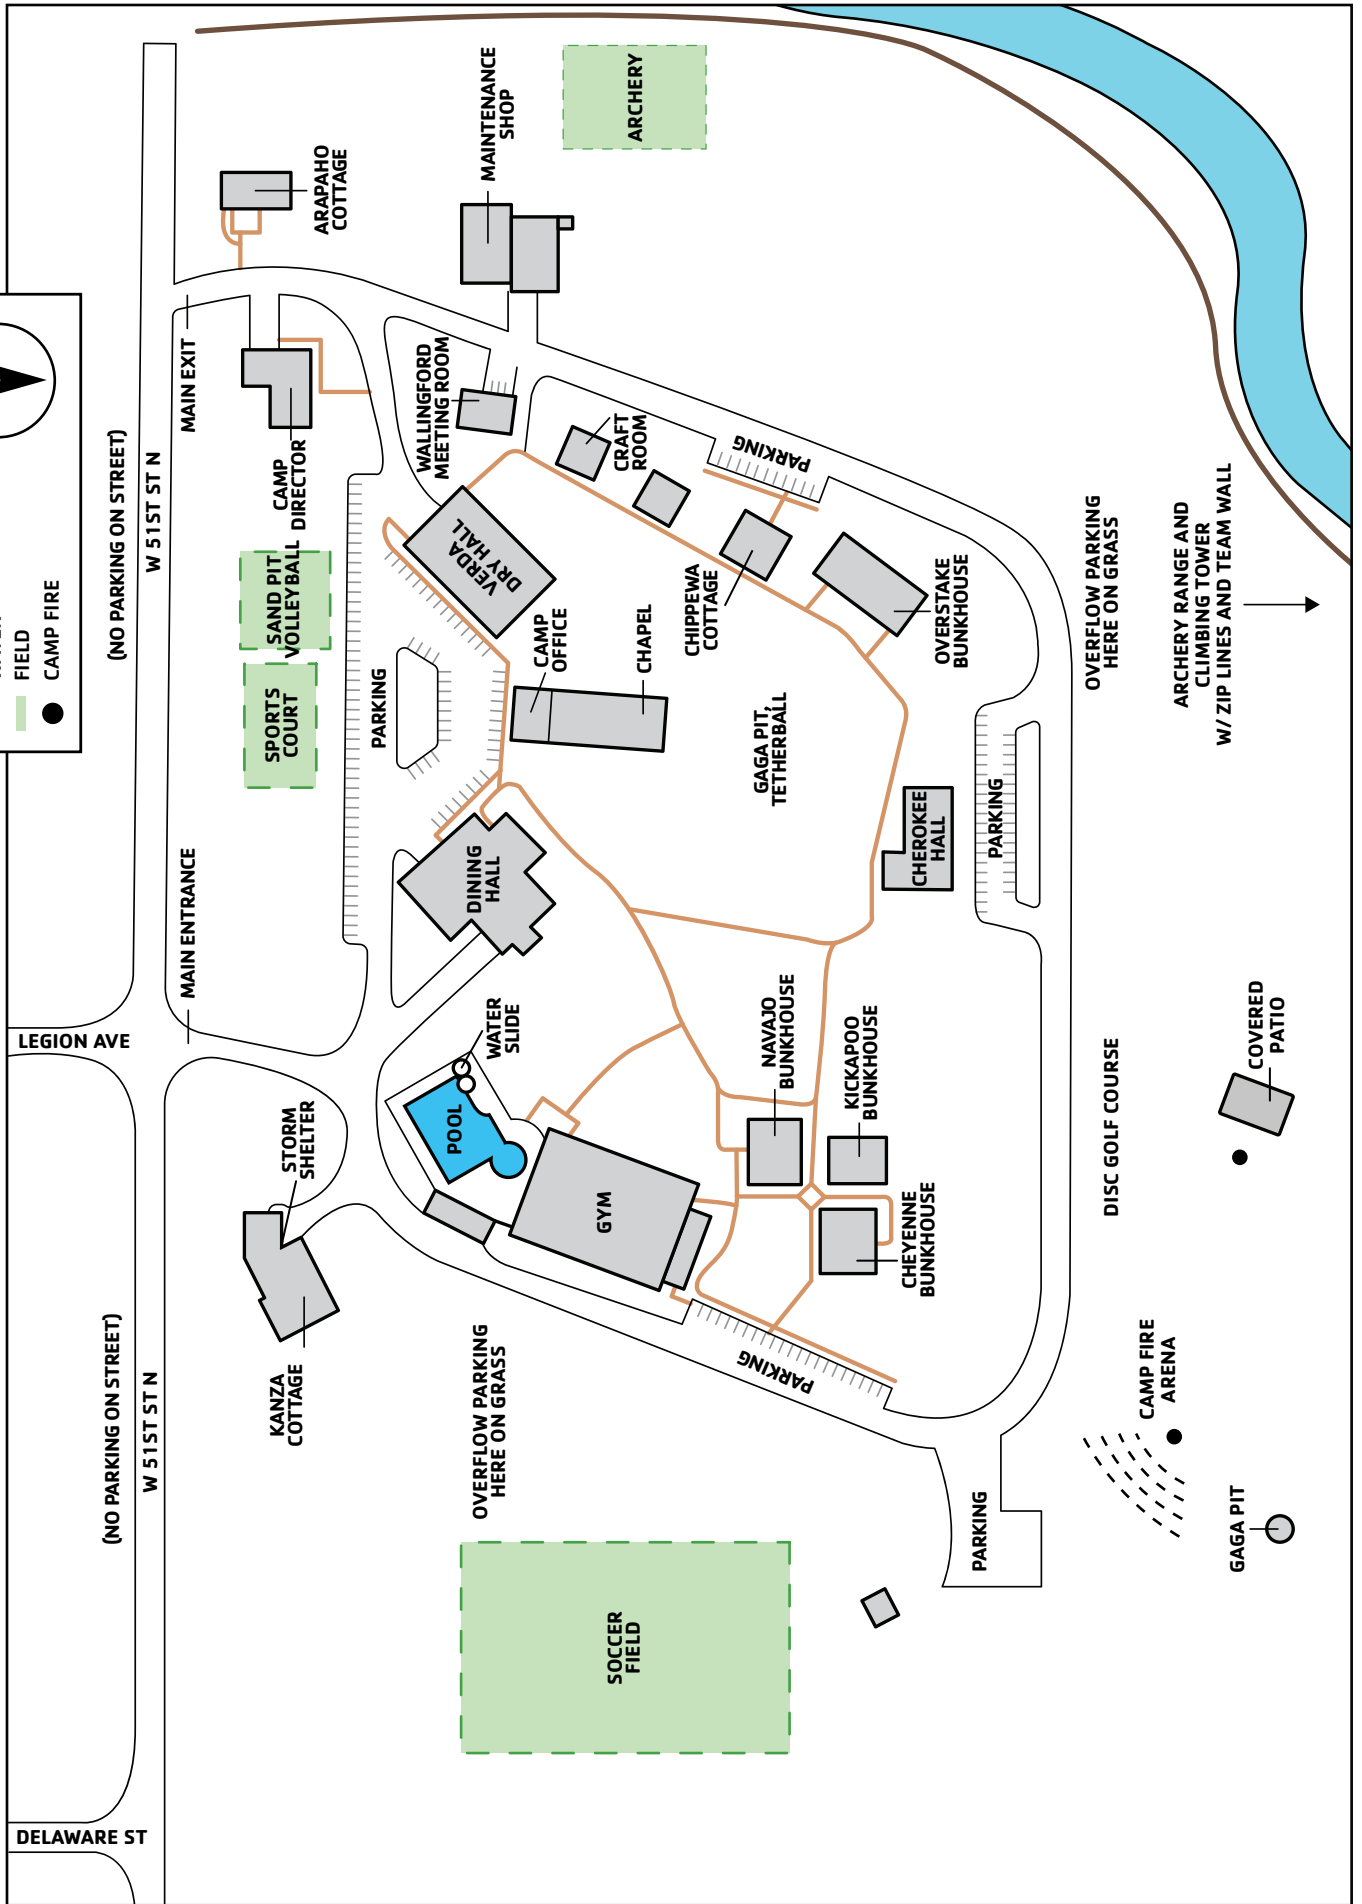 FIELD
CAMP FIRE
(NO PARKING ON STREET)
W 51ST ST N
(NO PARKING ON STREET)
W 51ST ST N
LEGION AVE
DELAWARE ST
MAIN EXIT
MAIN ENTRANCE
ARAPAHO
COTTAGE
MAINTENANCE
SHOP
ARCHERY
CAMP
DIRECTOR
SAND PIT
VOLLEYBALL
SPORTS
COURT
PARKING
WALLINGFORD
MEETING ROOM
VERDA
DRY HALL
CRAFT
ROOM
PARKING
CAMP
OFFICE
CHAPEL
CHIPPEWA
COTTAGE
OVERSTAKE
BUNKHOUSE
GAGA PIT,
TETHERBALL
DINING
HALL
CHEROKEE
HALL
PARKING
OVERFLOW PARKING
HERE ON GRASS
ARCHERY RANGE AND
CLIMBING TOWER
W/ ZIP LINES AND TEAM WALL
WATER
SLIDE
POOL
STORM
SHELTER
KANZA
COTTAGE
GYM
NAVAJO
BUNKHOUSE
KICKAPOO
BUNKHOUSE
CHEYENNE
BUNKHOUSE
PARKING
OVERFLOW PARKING
HERE ON GRASS
DISC GOLF COURSE
COVERED
PATIO
CAMP FIRE
ARENA
GAGA PIT
PARKING
SOCCER
FIELD